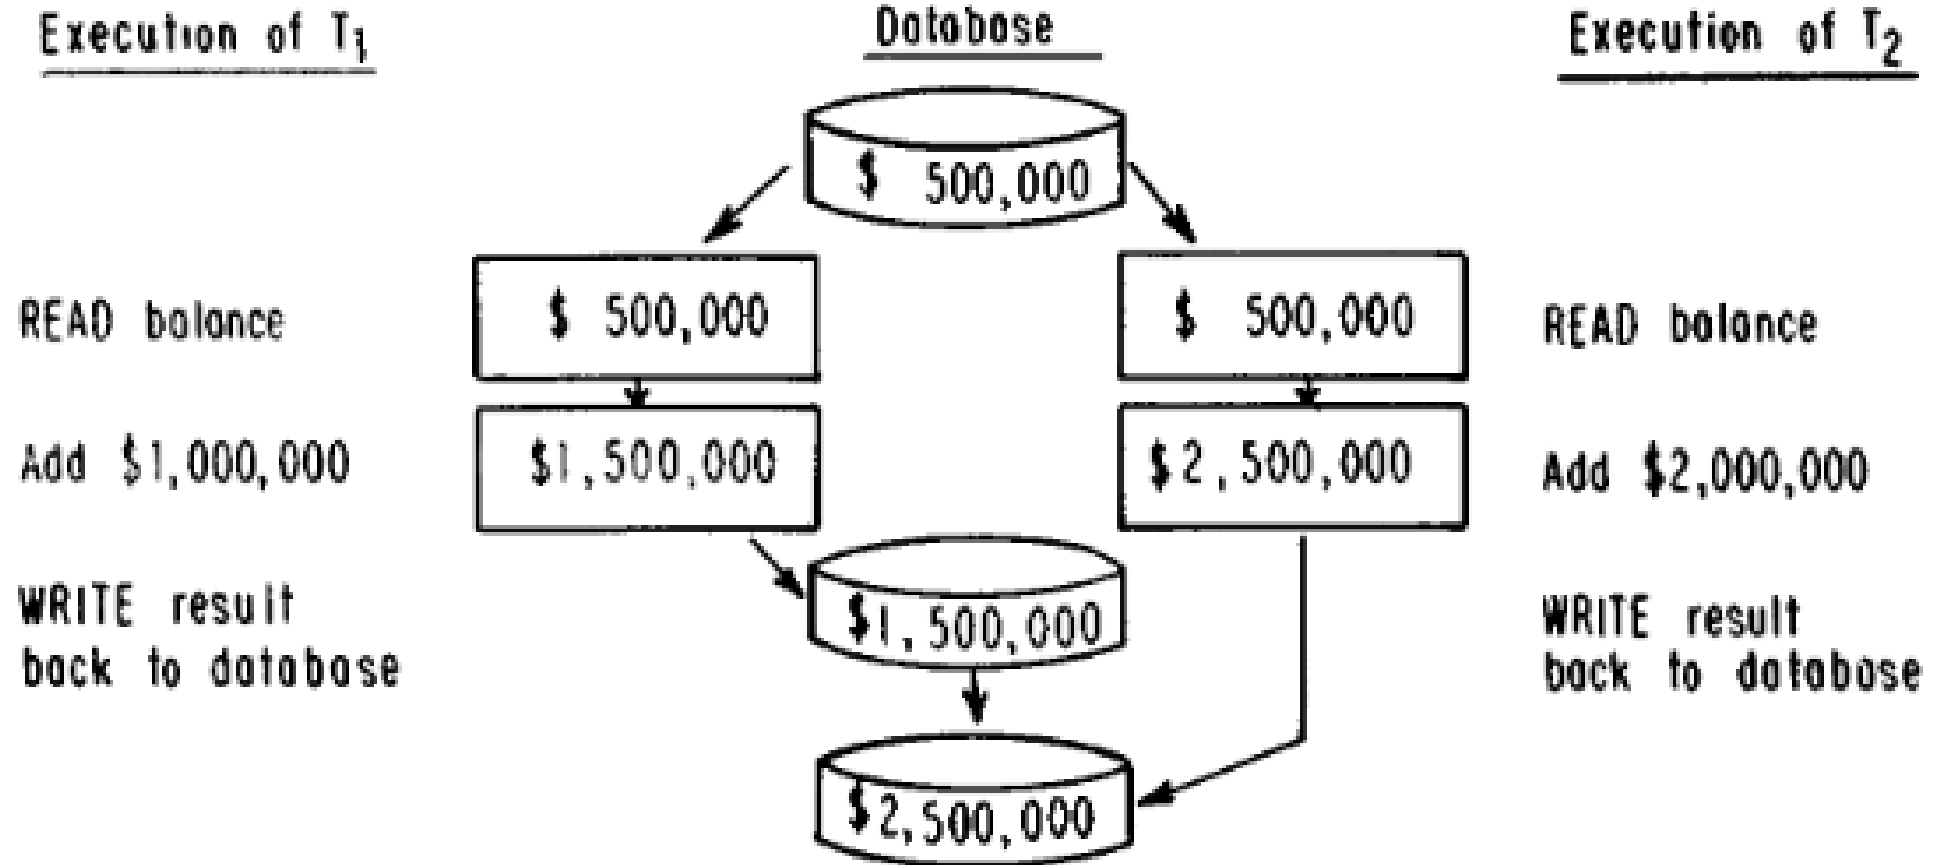 Execution of T1
Database
Execution of T2
$ 500,000
READ balance
$ 500,000
$ 500,000
READ balance
Add $1,000,000
$1,500,000
$2,500,000
Add $2,000,000
WRITE result
back to database
$1,500,000
WRITE result
back to database
$2,500,000